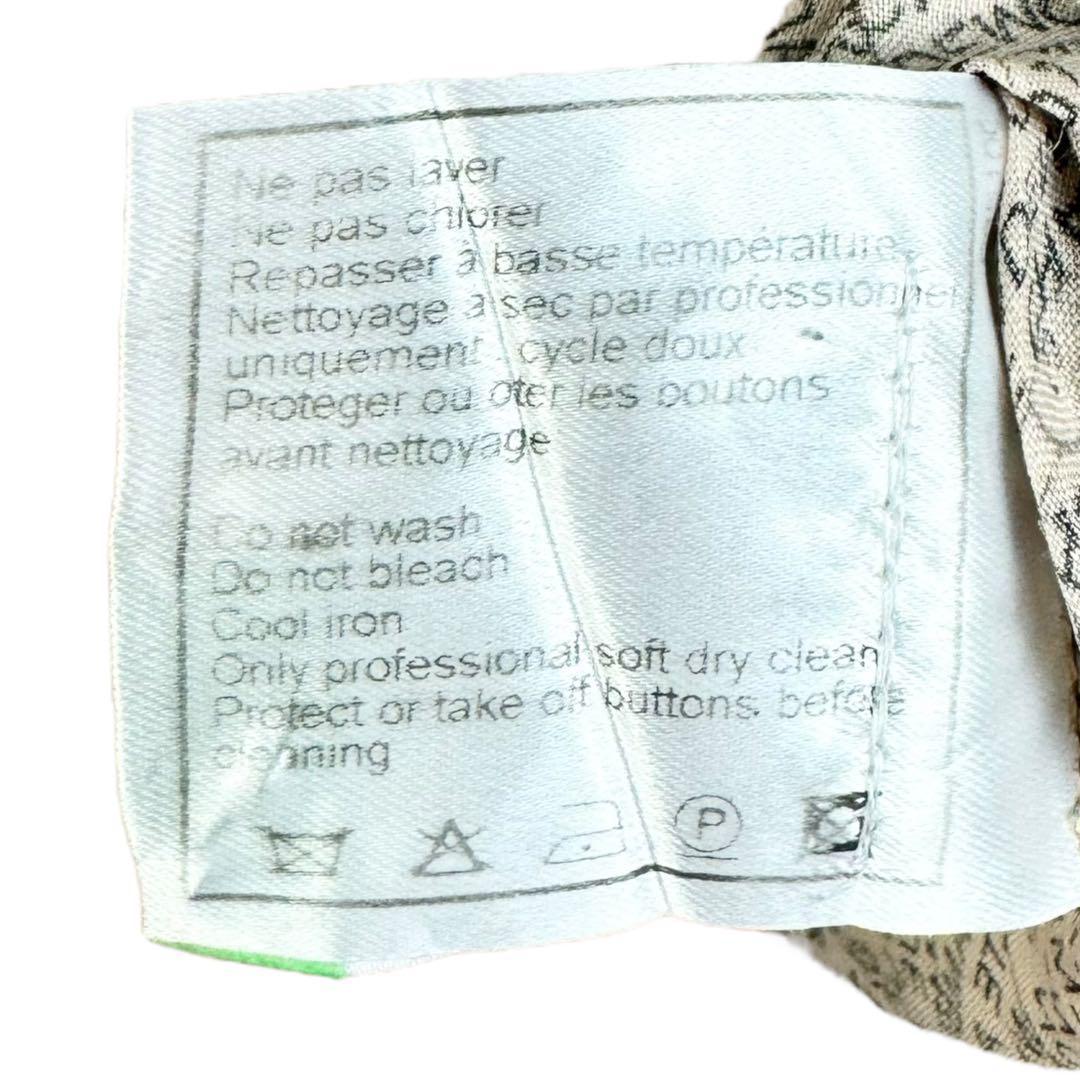 Ne pas laver
Ne pas chlorer
Repasser à basse température
Nettoyage à sec par professionnel
uniquement, cycle doux
Protéger ou ôter les boutons
avant nettoyage
Do not wash
Do not bleach
Cool iron
Only professional soft dry clean
Protect or take off buttons before
cleaning
P